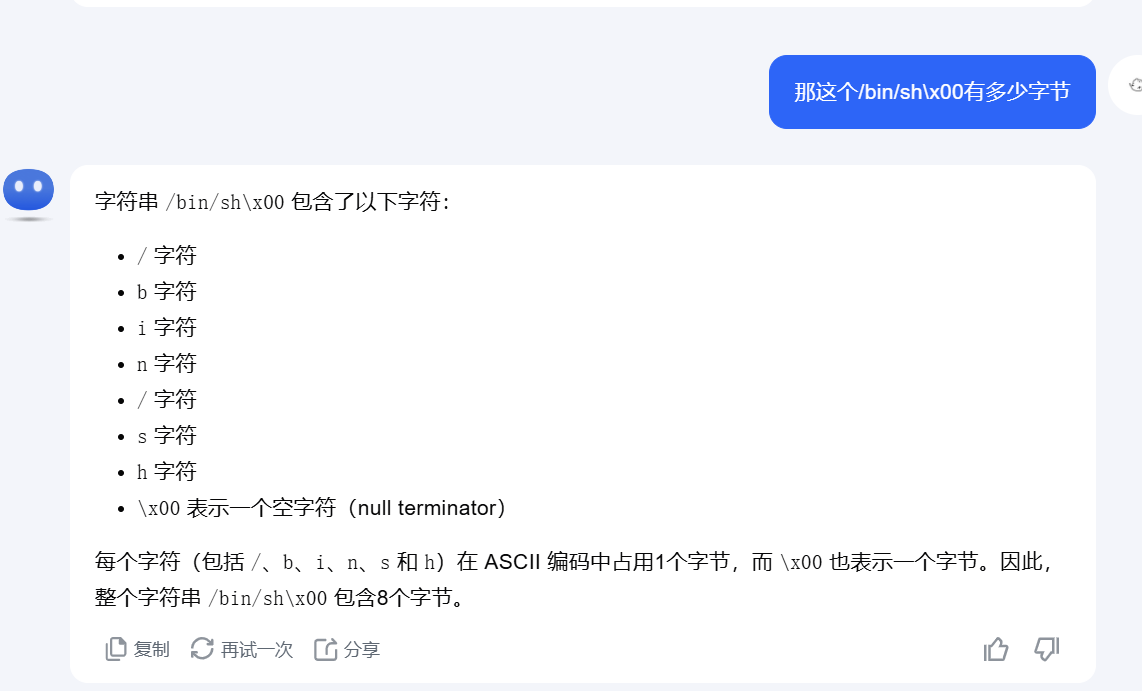 那这个/bin/sh\x00有多少字节
字符串 /bin/sh\x00 包含了以下字符：
• / 字符
• b 字符
• i 字符
• n 字符
• / 字符
• s 字符
• h 字符
• \x00 表示一个空字符（null terminator）
每个字符（包括 /、b、i、n、s 和 h）在 ASCII 编码中占用1个字节，而 \x00 也表示一个字节。因此，
整个字符串 /bin/sh\x00 包含8个字节。
复制 再试一次 分享